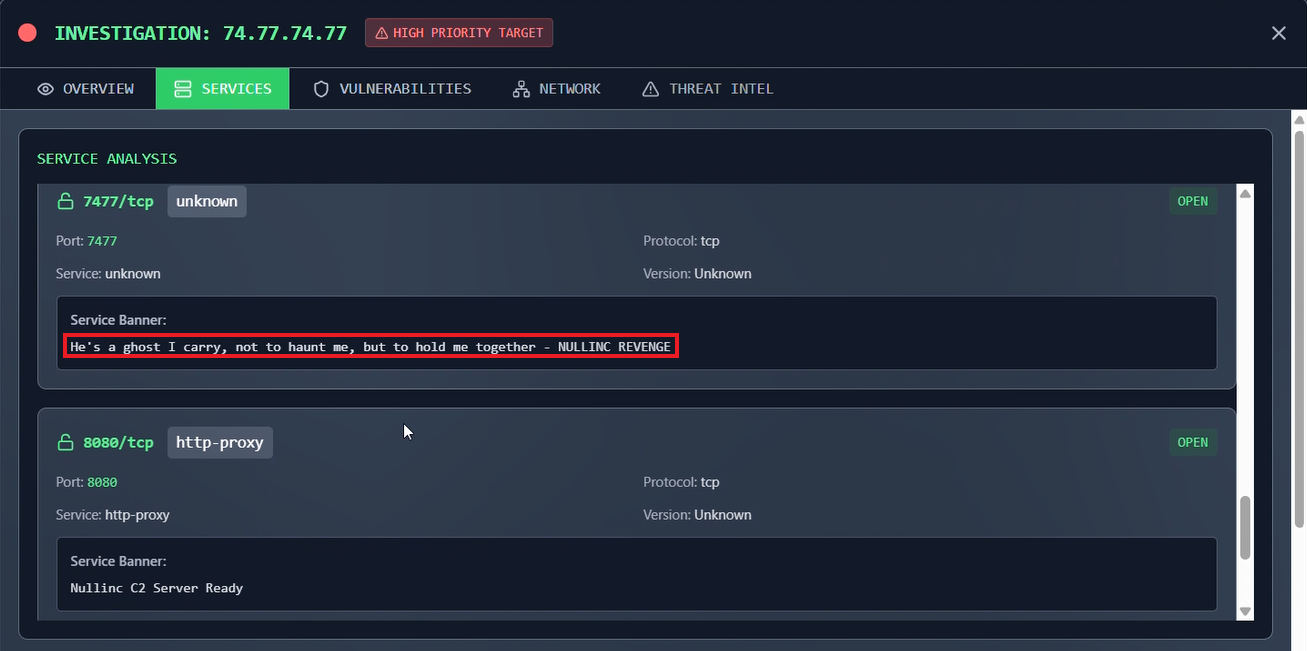 INVESTIGATION: 74.77.74.77
HIGH PRIORITY TARGET
OVERVIEW
SERVICES
VULNERABILITIES
NETWORK
THREAT INTEL
SERVICE ANALYSIS
7477/tcp unknown
OPEN
Port: 7477
Protocol: tcp
Service: unknown
Version: Unknown
Service Banner:
He's a ghost I carry, not to haunt me, but to hold me together - NULLINC REVENGE
8080/tcp http-proxy
OPEN
Port: 8080
Protocol: tcp
Service: http-proxy
Version: Unknown
Service Banner:
Nullinc C2 Server Ready